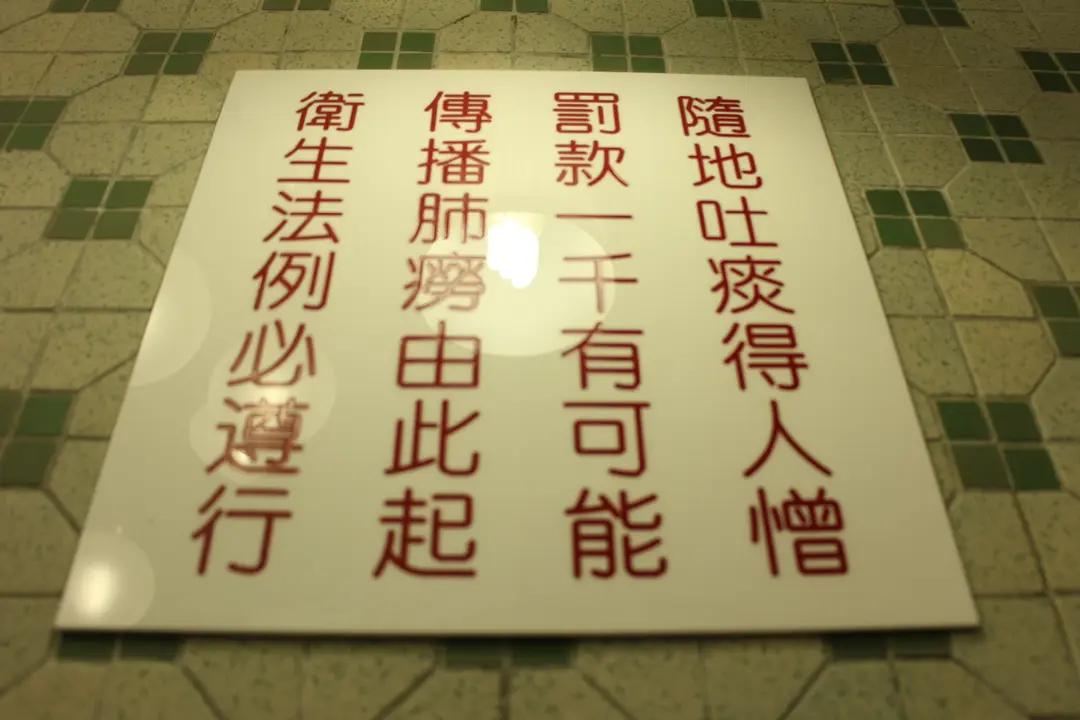 隨地吐痰得人憎
罰款一千有可能
傳播肺癆由此起
衛生法例必遵行